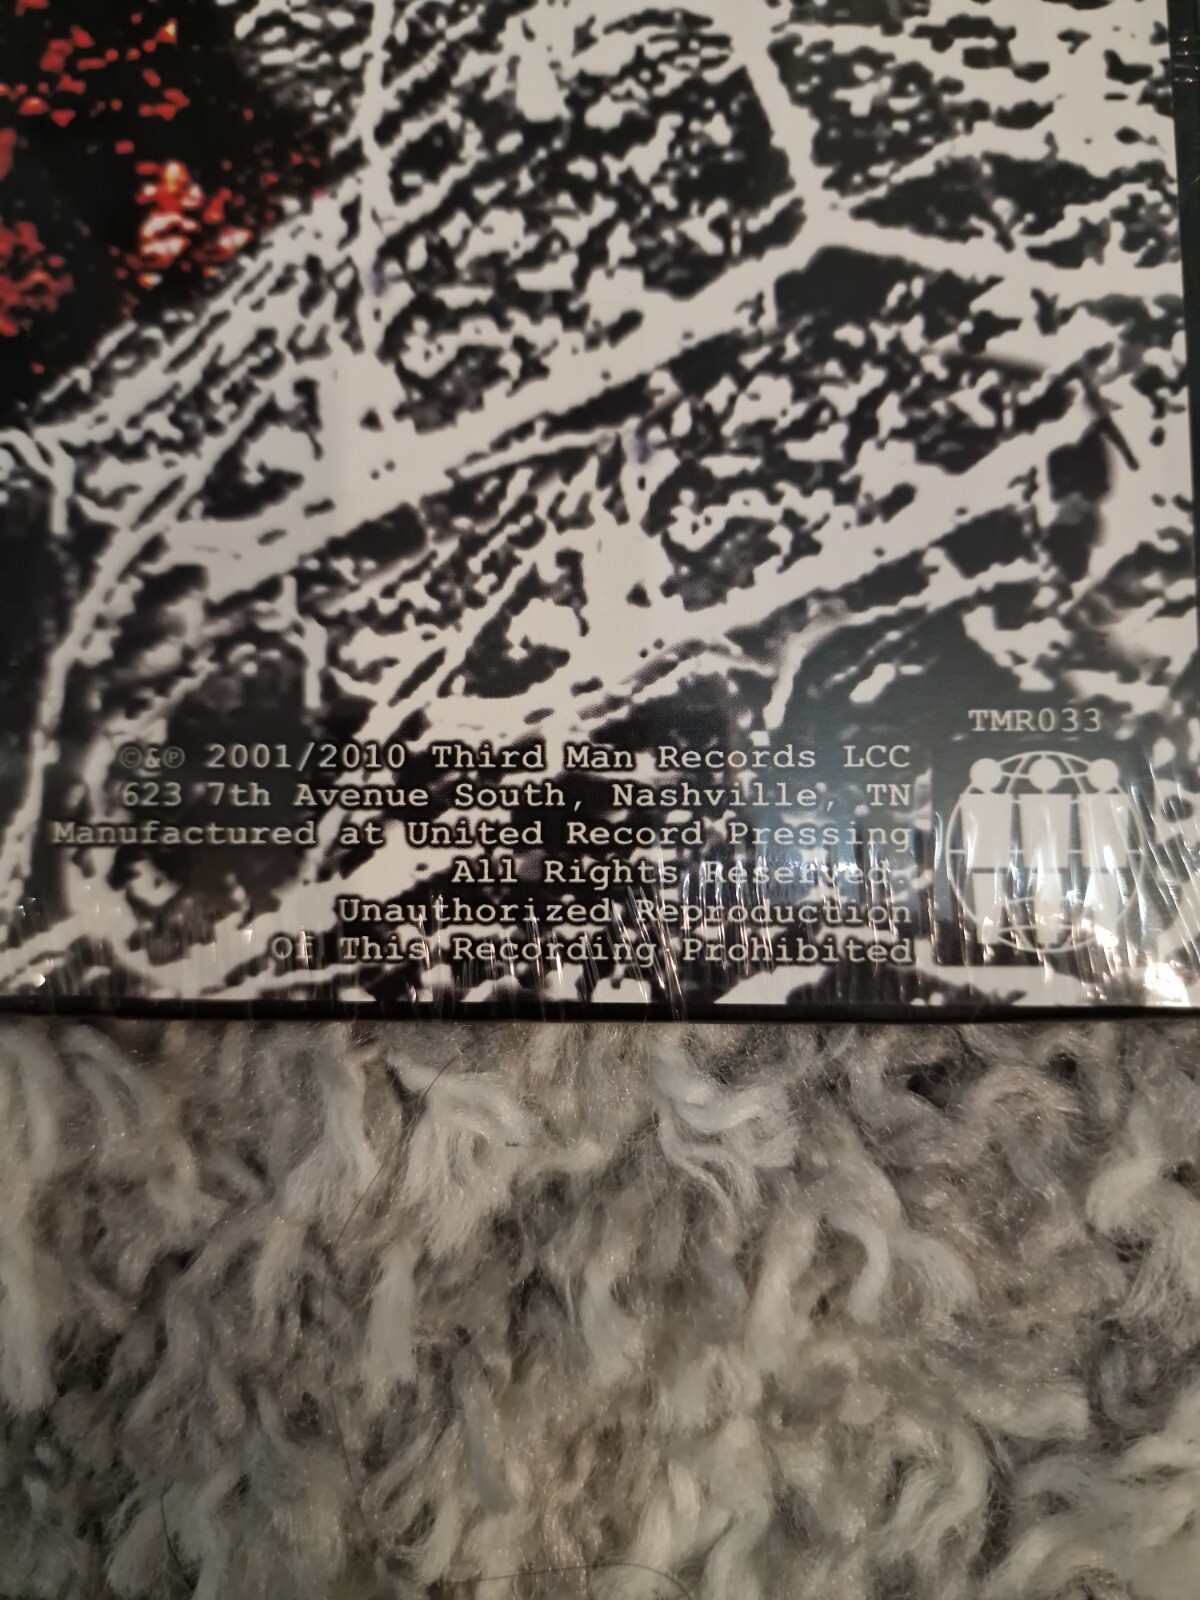 TMR033
©&℗ 2001/2010 Third Man Records LCC
623 7th Avenue South, Nashville, TN
Manufactured at United Record Pressing
All Rights Reserved.
Unauthorized Reproduction
Of This Recording Prohibited